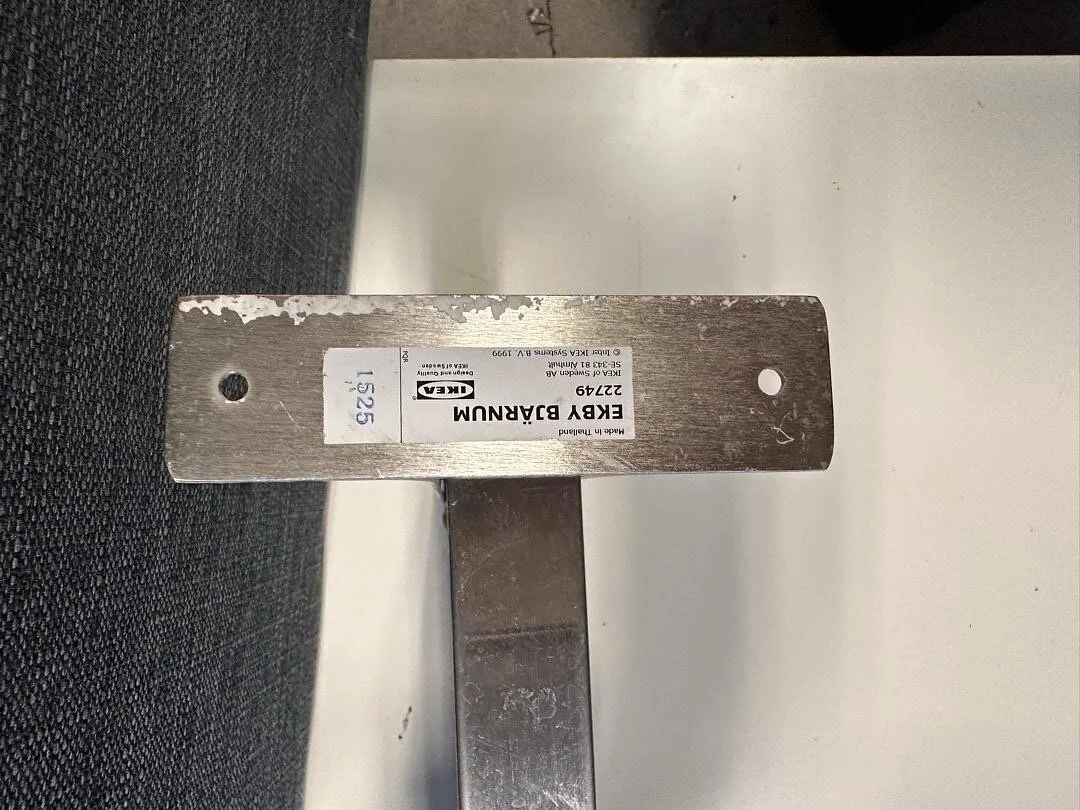 Made in Thailand
EKBY BJÄRNUM
22749
IKEA of Sweden AB
SE-343 81 Älmhult
© Inter IKEA Systems B.V. 1999
IKEA®
Design and Quality
IKEA of Sweden
PQR
1525